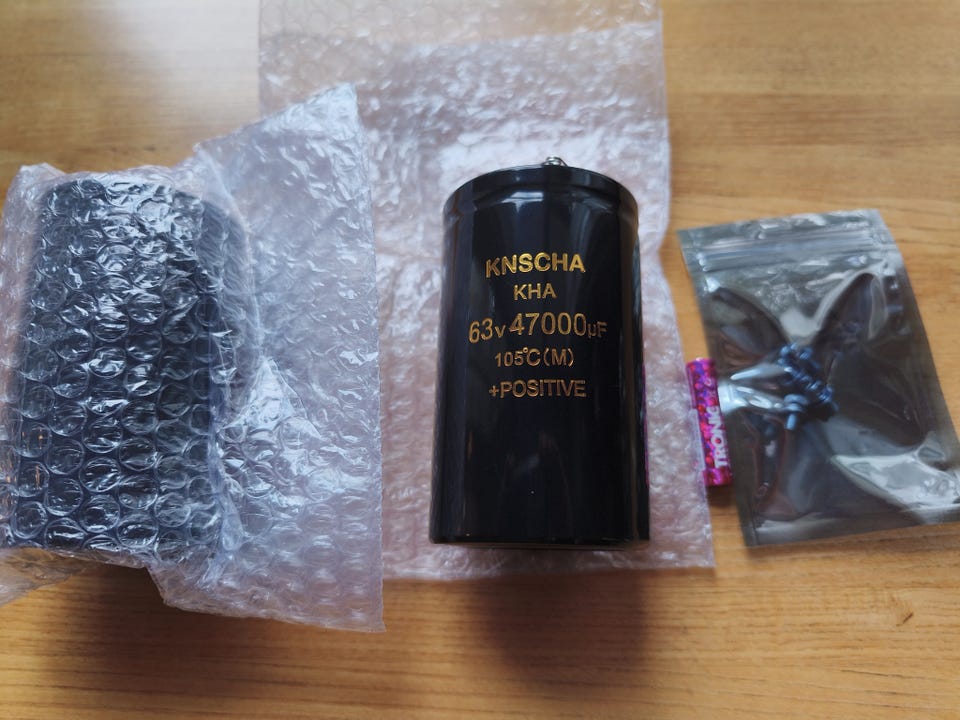 KNSCHA
KHA
63v 47000µF
105℃(M)
+POSITIVE
TRONIC